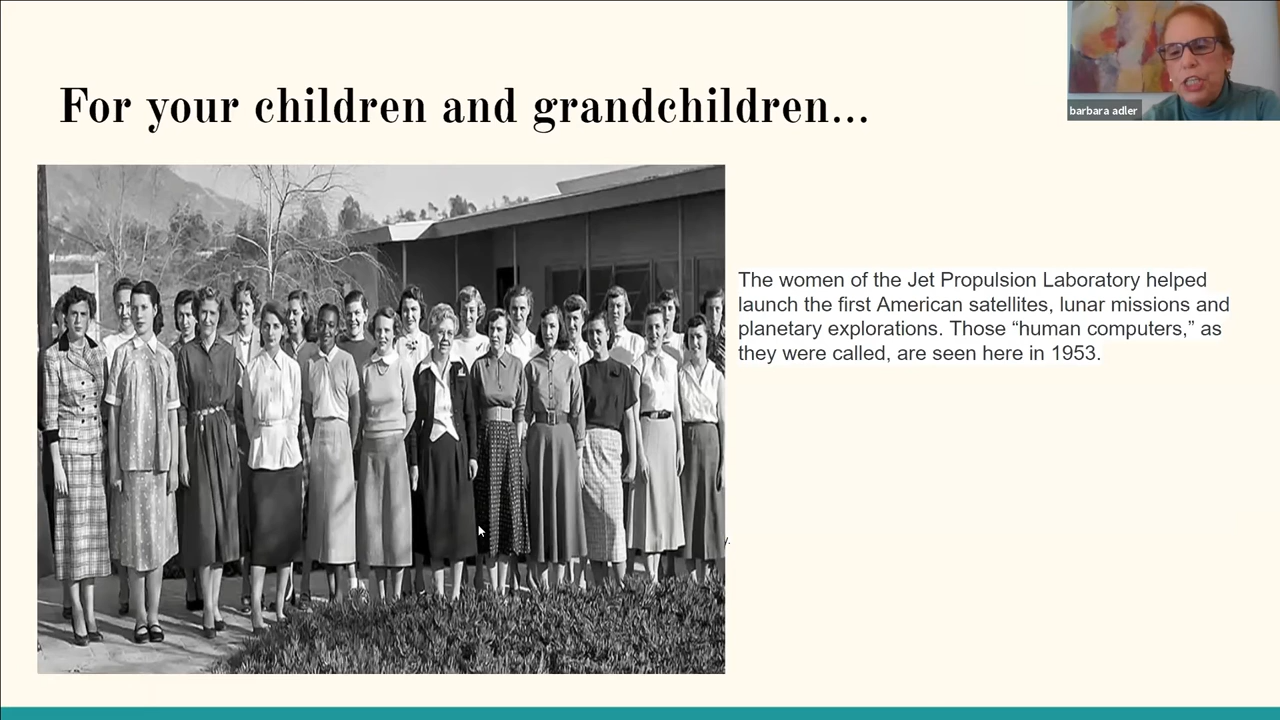 For your children and grandchildren...
barbara adler
The women of the Jet Propulsion Laboratory helped
launch the first American satellites, lunar missions and
planetary explorations. Those “human computers,” as
they were called, are seen here in 1953.
y.